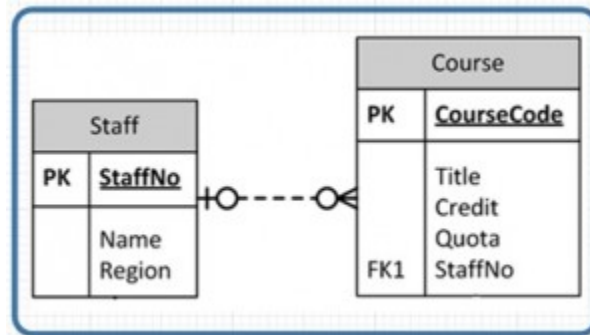 Staff
PK StaffNo
Name
Region
Course
PK CourseCode
Title
Credit
Quota
FK1 StaffNo